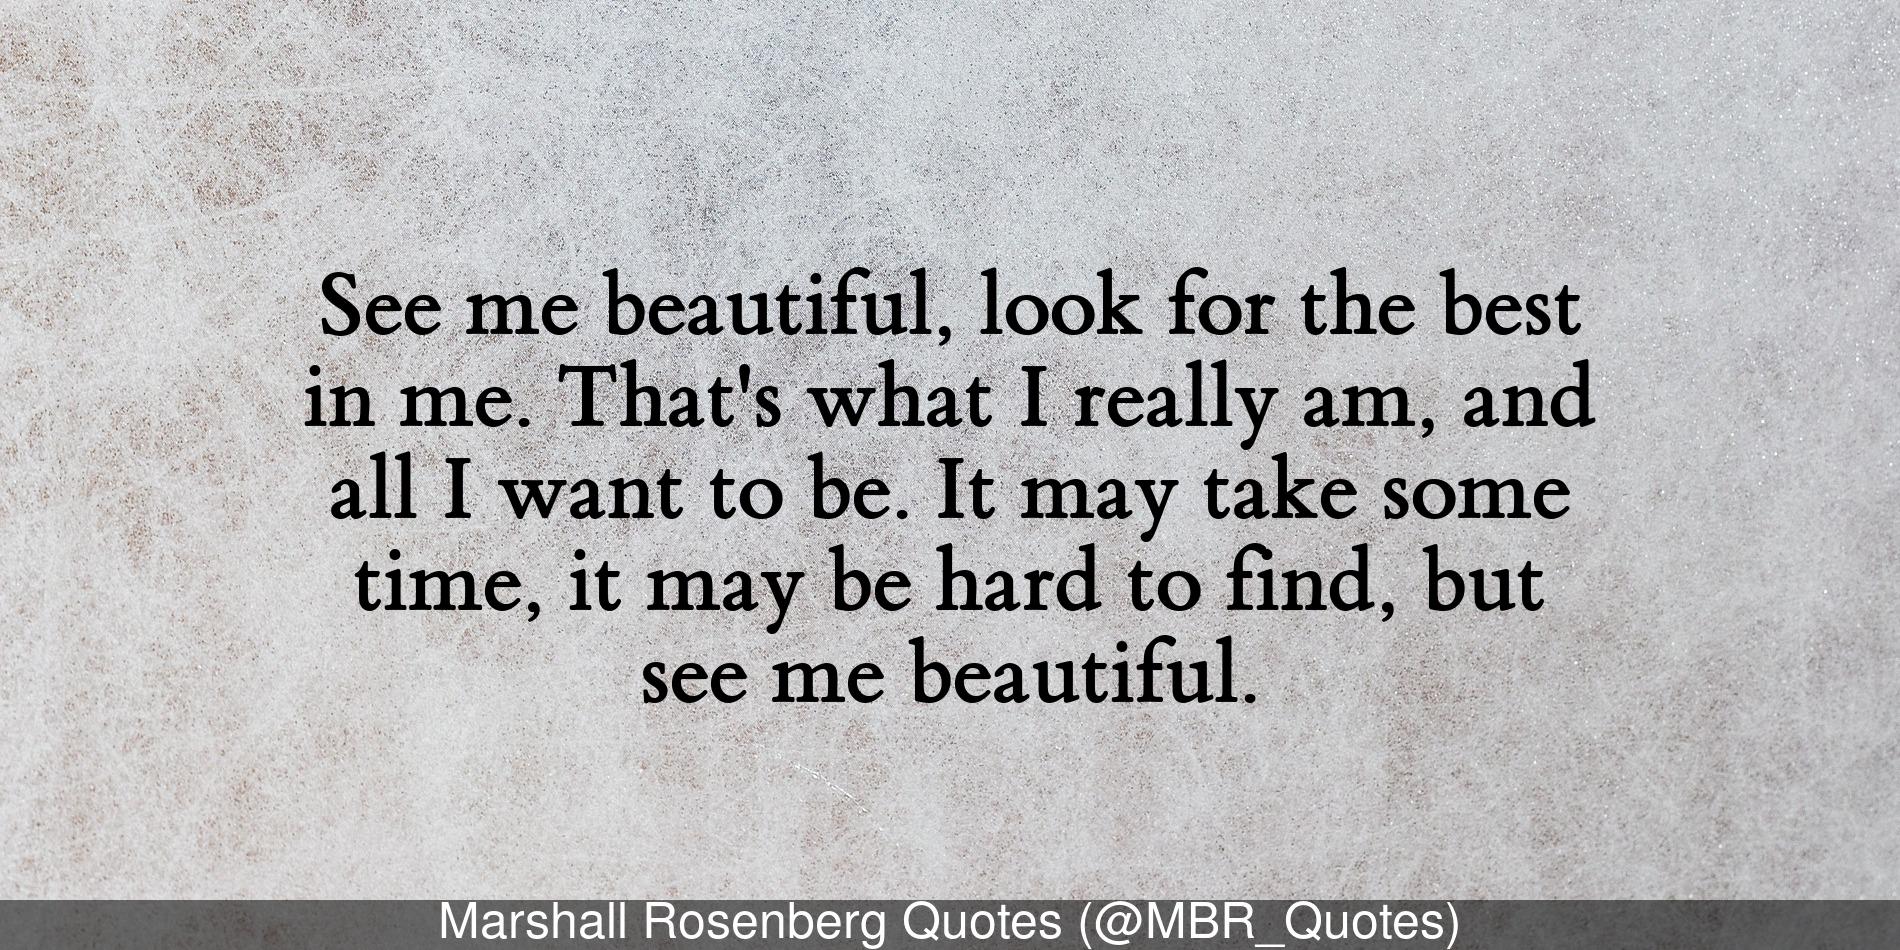 See me beautiful, look for the best
in me. That's what I really am, and
all I want to be. It may take some
time, it may be hard to find, but
see me beautiful.
Marshall Rosenberg Quotes (@MBR_Quotes)